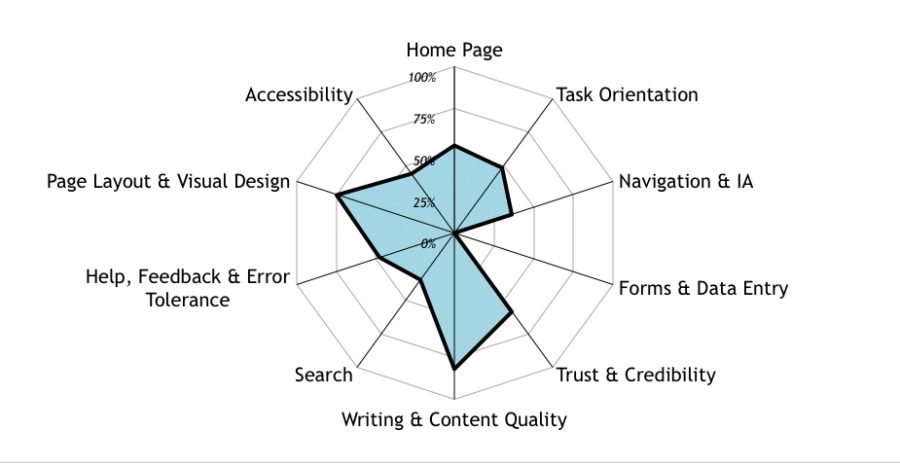 Home Page
100%
Accessibility
Task Orientation
75%
50%
Page Layout & Visual Design
Navigation & IA
25%
0%
Help, Feedback & Error
Tolerance
Forms & Data Entry
Search
Trust & Credibility
Writing & Content Quality